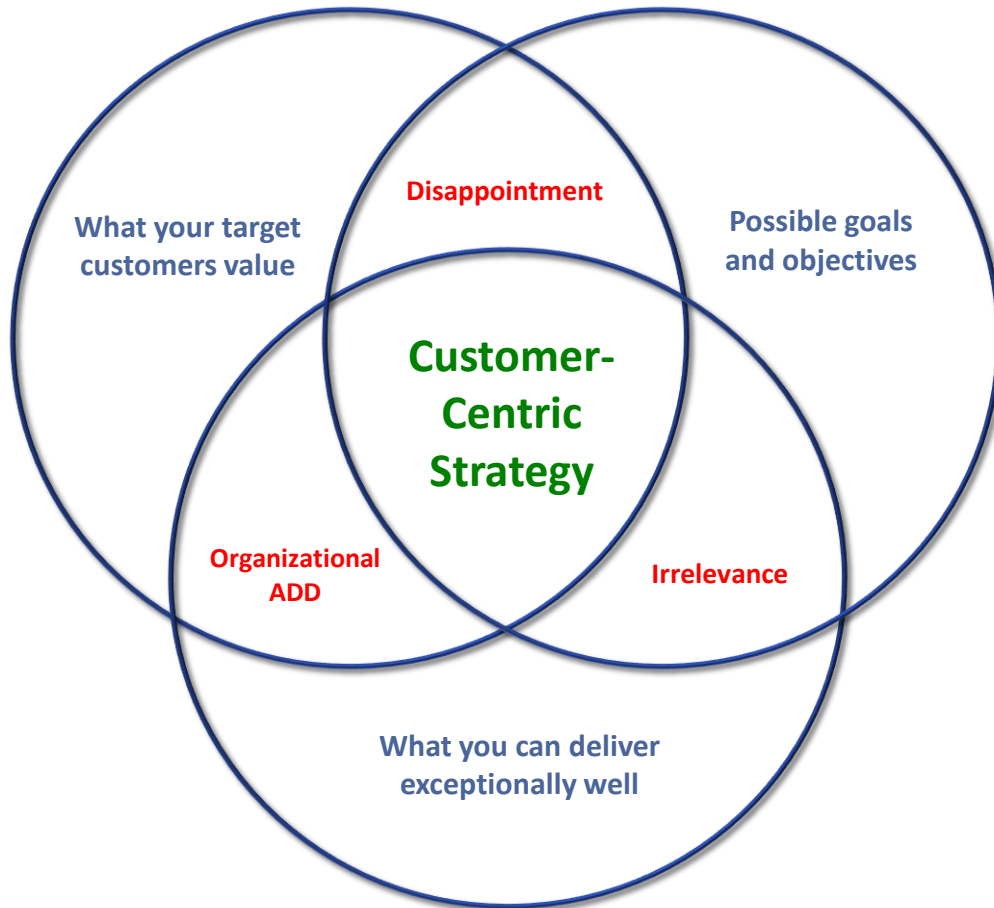 Disappointment
What your target
customers value
Possible goals
and objectives
Customer-
Centric
Strategy
Organizational
ADD
Irrelevance
What you can deliver
exceptionally well